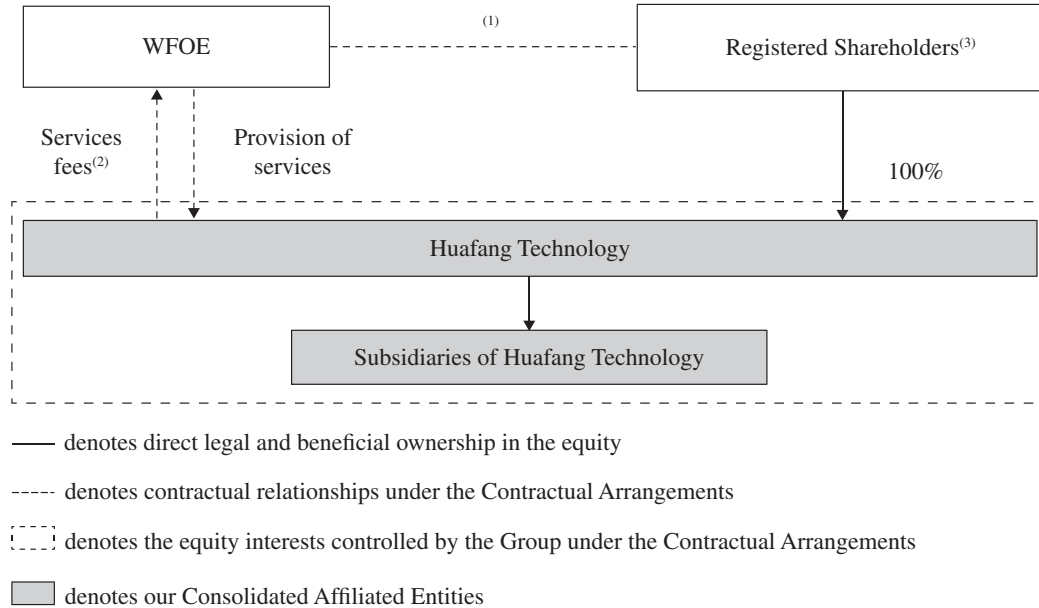 (1)
WFOE
Registered Shareholders(3)
Services
fees(2)
Provision of
services
100%
Huafang Technology
Subsidiaries of Huafang Technology
denotes direct legal and beneficial ownership in the equity
denotes contractual relationships under the Contractual Arrangements
denotes the equity interests controlled by the Group under the Contractual Arrangements
denotes our Consolidated Affiliated Entities